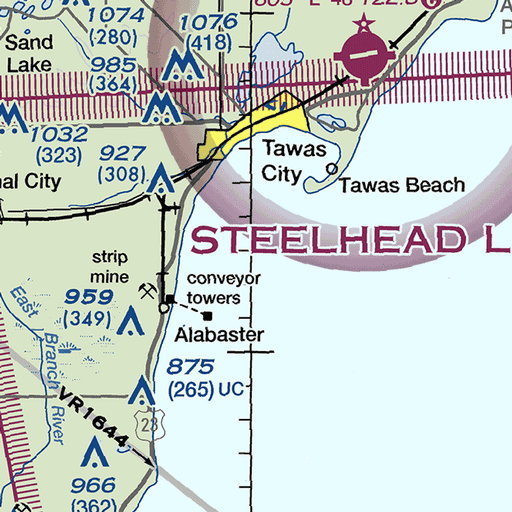 1074
(280)
1076
(418)
Sand
Lake
985
(364)
1032
(323)
927
(308)
Tawas
City
Tawas Beach
City
STEELHEAD L
strip
mine
conveyor
towers
959
(349)
Alabaster
East
Branch
River
875
(265) UC
VR1644
23
966
(362)